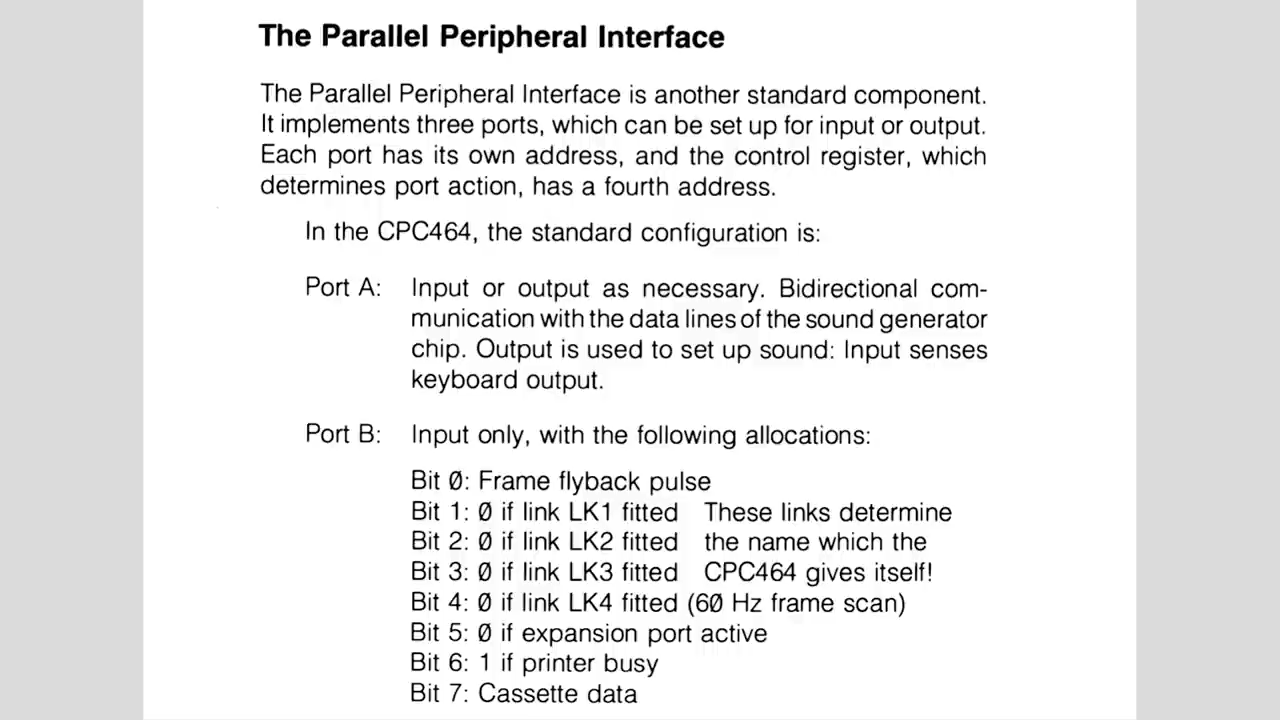 The Parallel Peripheral Interface
The Parallel Peripheral Interface is another standard component.
It implements three ports, which can be set up for input or output.
Each port has its own address, and the control register, which
determines port action, has a fourth address.
In the CPC464, the standard configuration is:
Port A: Input or output as necessary. Bidirectional com-
munication with the data lines of the sound generator
chip. Output is used to set up sound: Input senses
keyboard output.
Port B: Input only, with the following allocations:
Bit 0: Frame flyback pulse
Bit 1: 0 if link LK1 fitted These links determine
Bit 2: 0 if link LK2 fitted the name which the
Bit 3: 0 if link LK3 fitted CPC464 gives itself!
Bit 4: 0 if link LK4 fitted (60 Hz frame scan)
Bit 5: 0 if expansion port active
Bit 6: 1 if printer busy
Bit 7: Cassette data